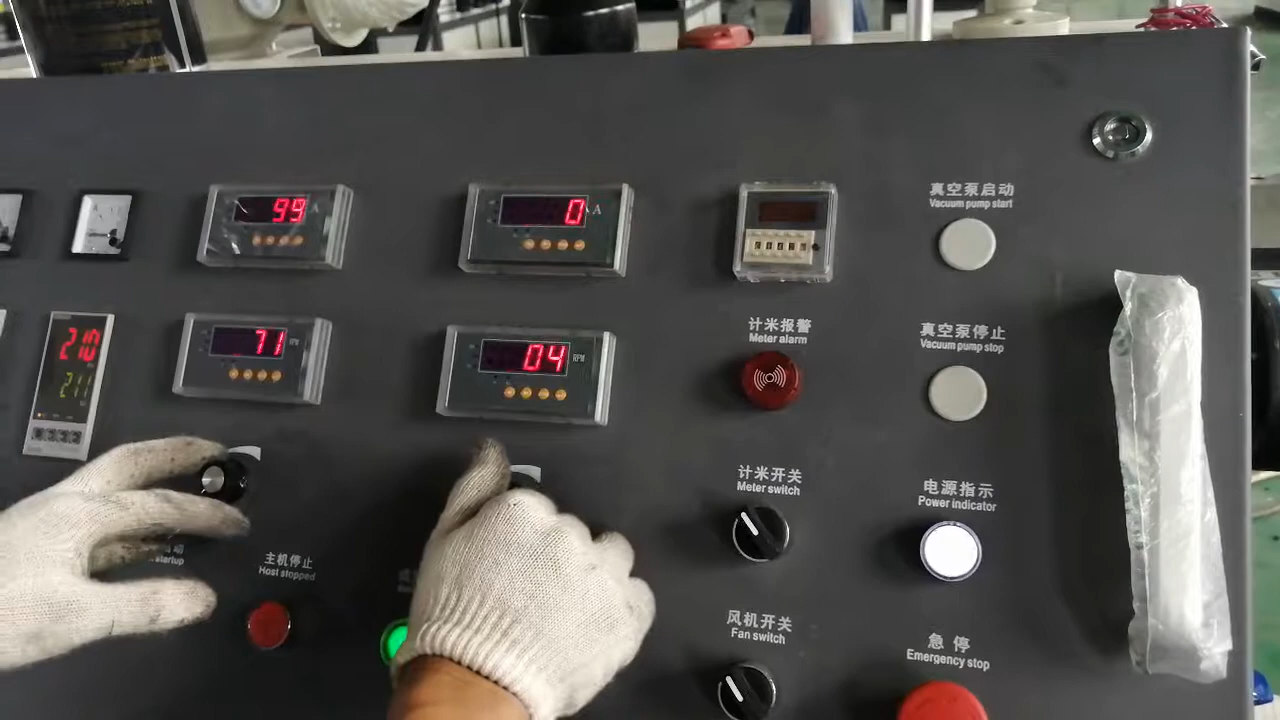 99
0
A
真空泵启动
Vacuum pump start
210
211
71
04
RPM
计米报警
Meter alarm
真空泵停止
Vacuum pump stop
计米开关
Meter switch
电源指示
Power indicator
startup
主机停止
Host stopped
风机开关
Fan switch
急停
Emergency stop